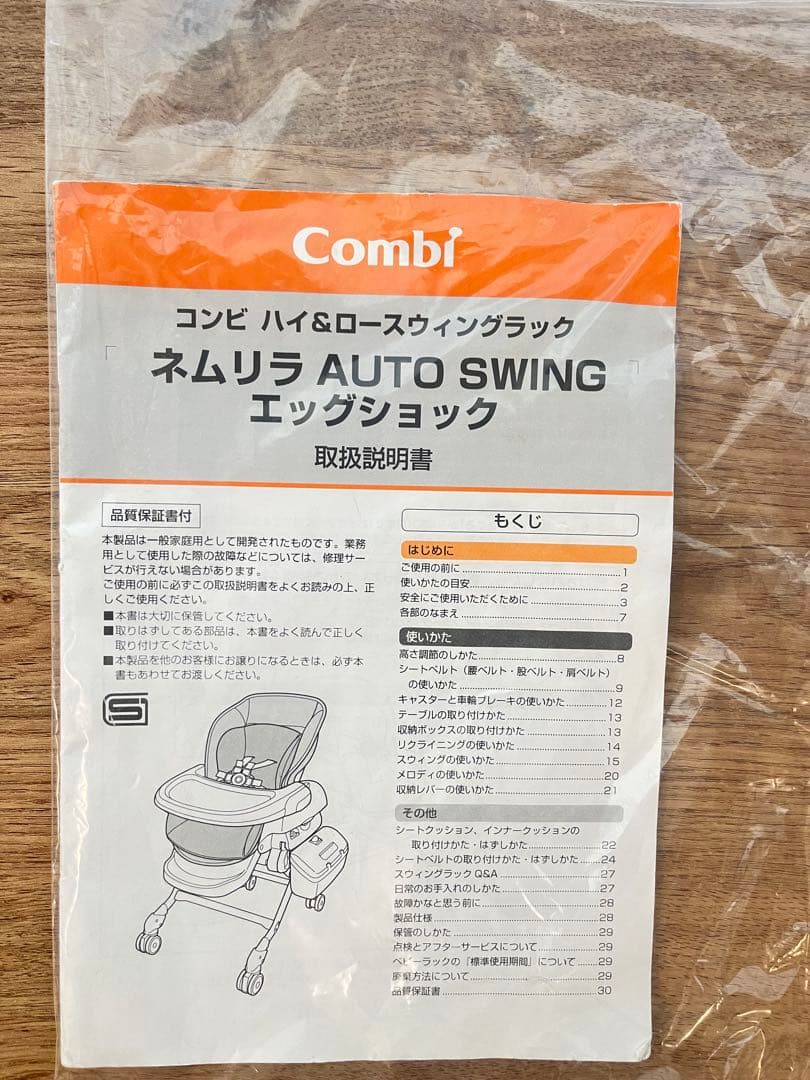 Combi
コンビ ハイ&ロースウィングラック
「ネムリラ AUTO SWING」
エッグショック
取扱説明書
品質保証書付
本製品は一般家庭用として開発されたものです。業務
用として使用した際の故障などについては、修理サー
ビスが行えない場合があります。
ご使用の前に必ずこの取扱説明書をよくお読みの上、正
しくご使用ください。
■本書は大切に保管してください。
■取りはずしてある部品は、本書をよく読んで正しく
取り付けてください。
■本製品を他のお客様にお譲りになるときは、必ず本
書もあわせてお渡しください。
S
もくじ
はじめに
ご使用の前に......1
使いかたの目安......2
安全にご使用いただくために......3
各部のなまえ......7
使いかた
高さ調節のしかた......8
シートベルト(腰ベルト・股ベルト・肩ベルト)
の使いかた......9
キャスターと車輪ブレーキの使いかた......12
テーブルの取り付けかた......13
収納ボックスの取り付けかた......13
リクライニングの使いかた......14
スウィングの使いかた......15
メロディの使いかた......20
収納レバーの使いかた......21
その他
シートクッション、インナークッションの
取り付けかた・はずしかた......22
シートベルトの取り付けかた・はずしかた......24
スウィングラック Q&A......27
日常のお手入れのしかた......27
故障かなと思う前に......28
製品仕様......28
保管のしかた......29
点検とアフターサービスについて......29
ベビーラックの「標準使用期間」について......29
廃棄方法について......29
品質保証書......30